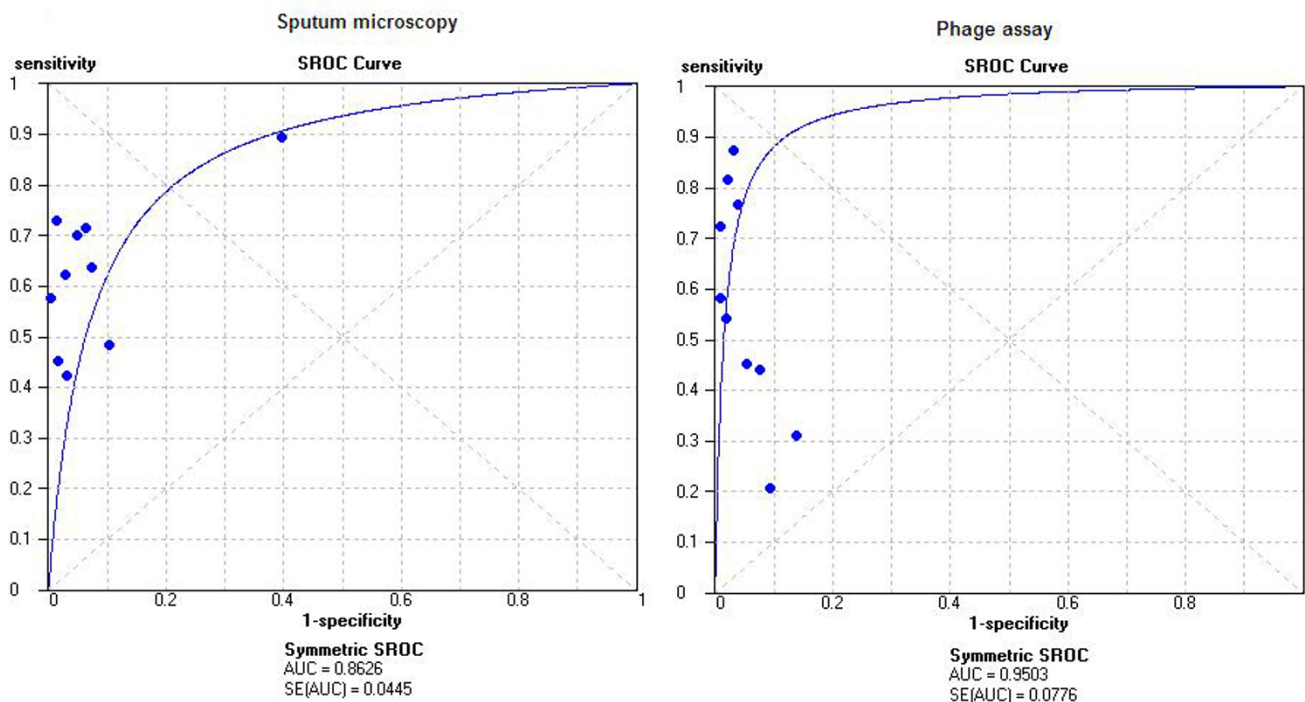 Sputum microscopy
sensitivity
SROC Curve
1
0.9
0.8
0.7
0.6
0.5
0.4
0.3
0.2
0.1
0
0 0.2 0.4 0.6 0.8 1
1-specificity
Symmetric SROC
AUC = 0.8626
SE(AUC) = 0.0445
Phage assay
sensitivity
SROC Curve
1
0.9
0.8
0.7
0.6
0.5
0.4
0.3
0.2
0.1
0
0 0.2 0.4 0.6 0.8
1-specificity
Symmetric SROC
AUC = 0.9503
SE(AUC) = 0.0776